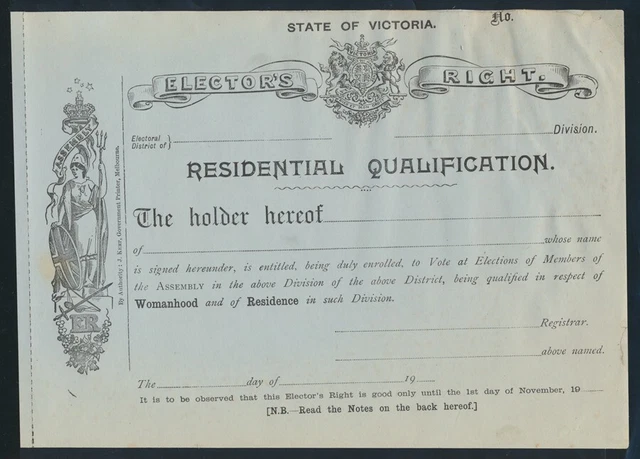 STATE OF VICTORIA.
No.
ELECTOR'S RIGHT.
ASSEMBLY
Electoral District of } Division.
RESIDENTIAL QUALIFICATION.
The holder hereof
of whose name
is signed hereunder, is entitled, being duly enrolled, to Vote at Elections of Members of
the ASSEMBLY in the above Division of the above District, being qualified in respect of
Womanhood and of Residence in such Division.
Registrar.
above named.
The day of 19
It is to be observed that this Elector's Right is good only until the 1st day of November, 19
[N.B.—Read the Notes on the back hereof.]
By Authority: J. KEMP, Government Printer, Melbourne.
ER